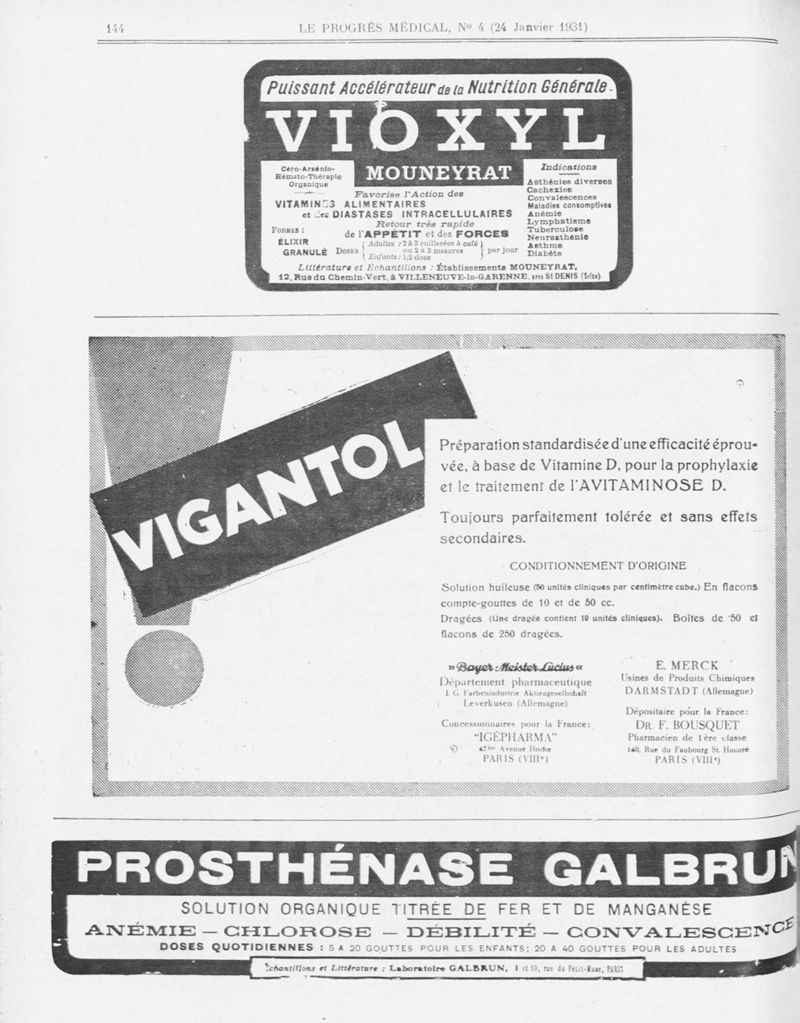 144
LE PROGRÈS MÉDICAL, No 4 (24 Janvier 1931)
Puissant Accélérateur de la Nutrition Générale -
VIOXYL
MOUNEYRAT
Céro-Arsénio-
Hémato-Thérapie
Organique
Favorise l'Action des
VITAMINES ALIMENTAIRES
et des DIASTASES INTRACELLULAIRES
Retour très rapide
de l'APPÉTIT et des FORCES
FORMES :
ÉLIXIR
GRANULÉ
DOSES
Adultes : 2 à 3 cuillerées à café
ou 2 à 3 mesures
Enfants : 1/2 dose
par jour
Indications
Asthénies diverses
Cachexies
Convalescences
Maladies consomptives
Anémie
Lymphatisme
Tuberculose
Neurasthénie
Asthme
Diabète
Littérature et Echantillons : Établissements MOUNEYRAT,
12, Rue du Chemin-Vert, à VILLENEUVE-la-GARENNE, près St-DENIS (Seine)
VIGANTOL
Préparation standardisée d'une efficacité éprou-
vée, à base de Vitamine D, pour la prophylaxie
et le traitement de l'AVITAMINOSE D.
Toujours parfaitement tolérée et sans effets
secondaires.
CONDITIONNEMENT D'ORIGINE
Solution huileuse (50 unités cliniques par centimètre cube.) En flacons
compte-gouttes de 10 et de 50 cc.
Dragées (Une dragée contient 10 unités cliniques). Boîtes de 50 et
flacons de 250 dragées.
»Bayer-Meister Lucius«
Département pharmaceutique
I. G. Farbenindustrie Aktiengesellschaft
Leverkusen (Allemagne)
Concessionnaires pour la France:
"IGÉPHARMA"
47bis Avenue Hoche
PARIS (VIIIe)
E. MERCK
Usines de Produits Chimiques
DARMSTADT (Allemagne)
Dépositaire pour la France:
DR. F. BOUSQUET
Pharmacien de 1ère classe
140, Rue du Faubourg St. Honoré
PARIS (VIIIe)
PROSTHÉNASE GALBRUN
SOLUTION ORGANIQUE TITRÉE DE FER ET DE MANGANÈSE
ANÉMIE — CHLOROSE — DÉBILITÉ — CONVALESCENCE
DOSES QUOTIDIENNES : 5 A 20 GOUTTES POUR LES ENFANTS; 20 A 40 GOUTTES POUR LES ADULTES
Échantillons et Littérature : Laboratoire GALBRUN, 8 et 10, rue du Petit-Musc, PARIS